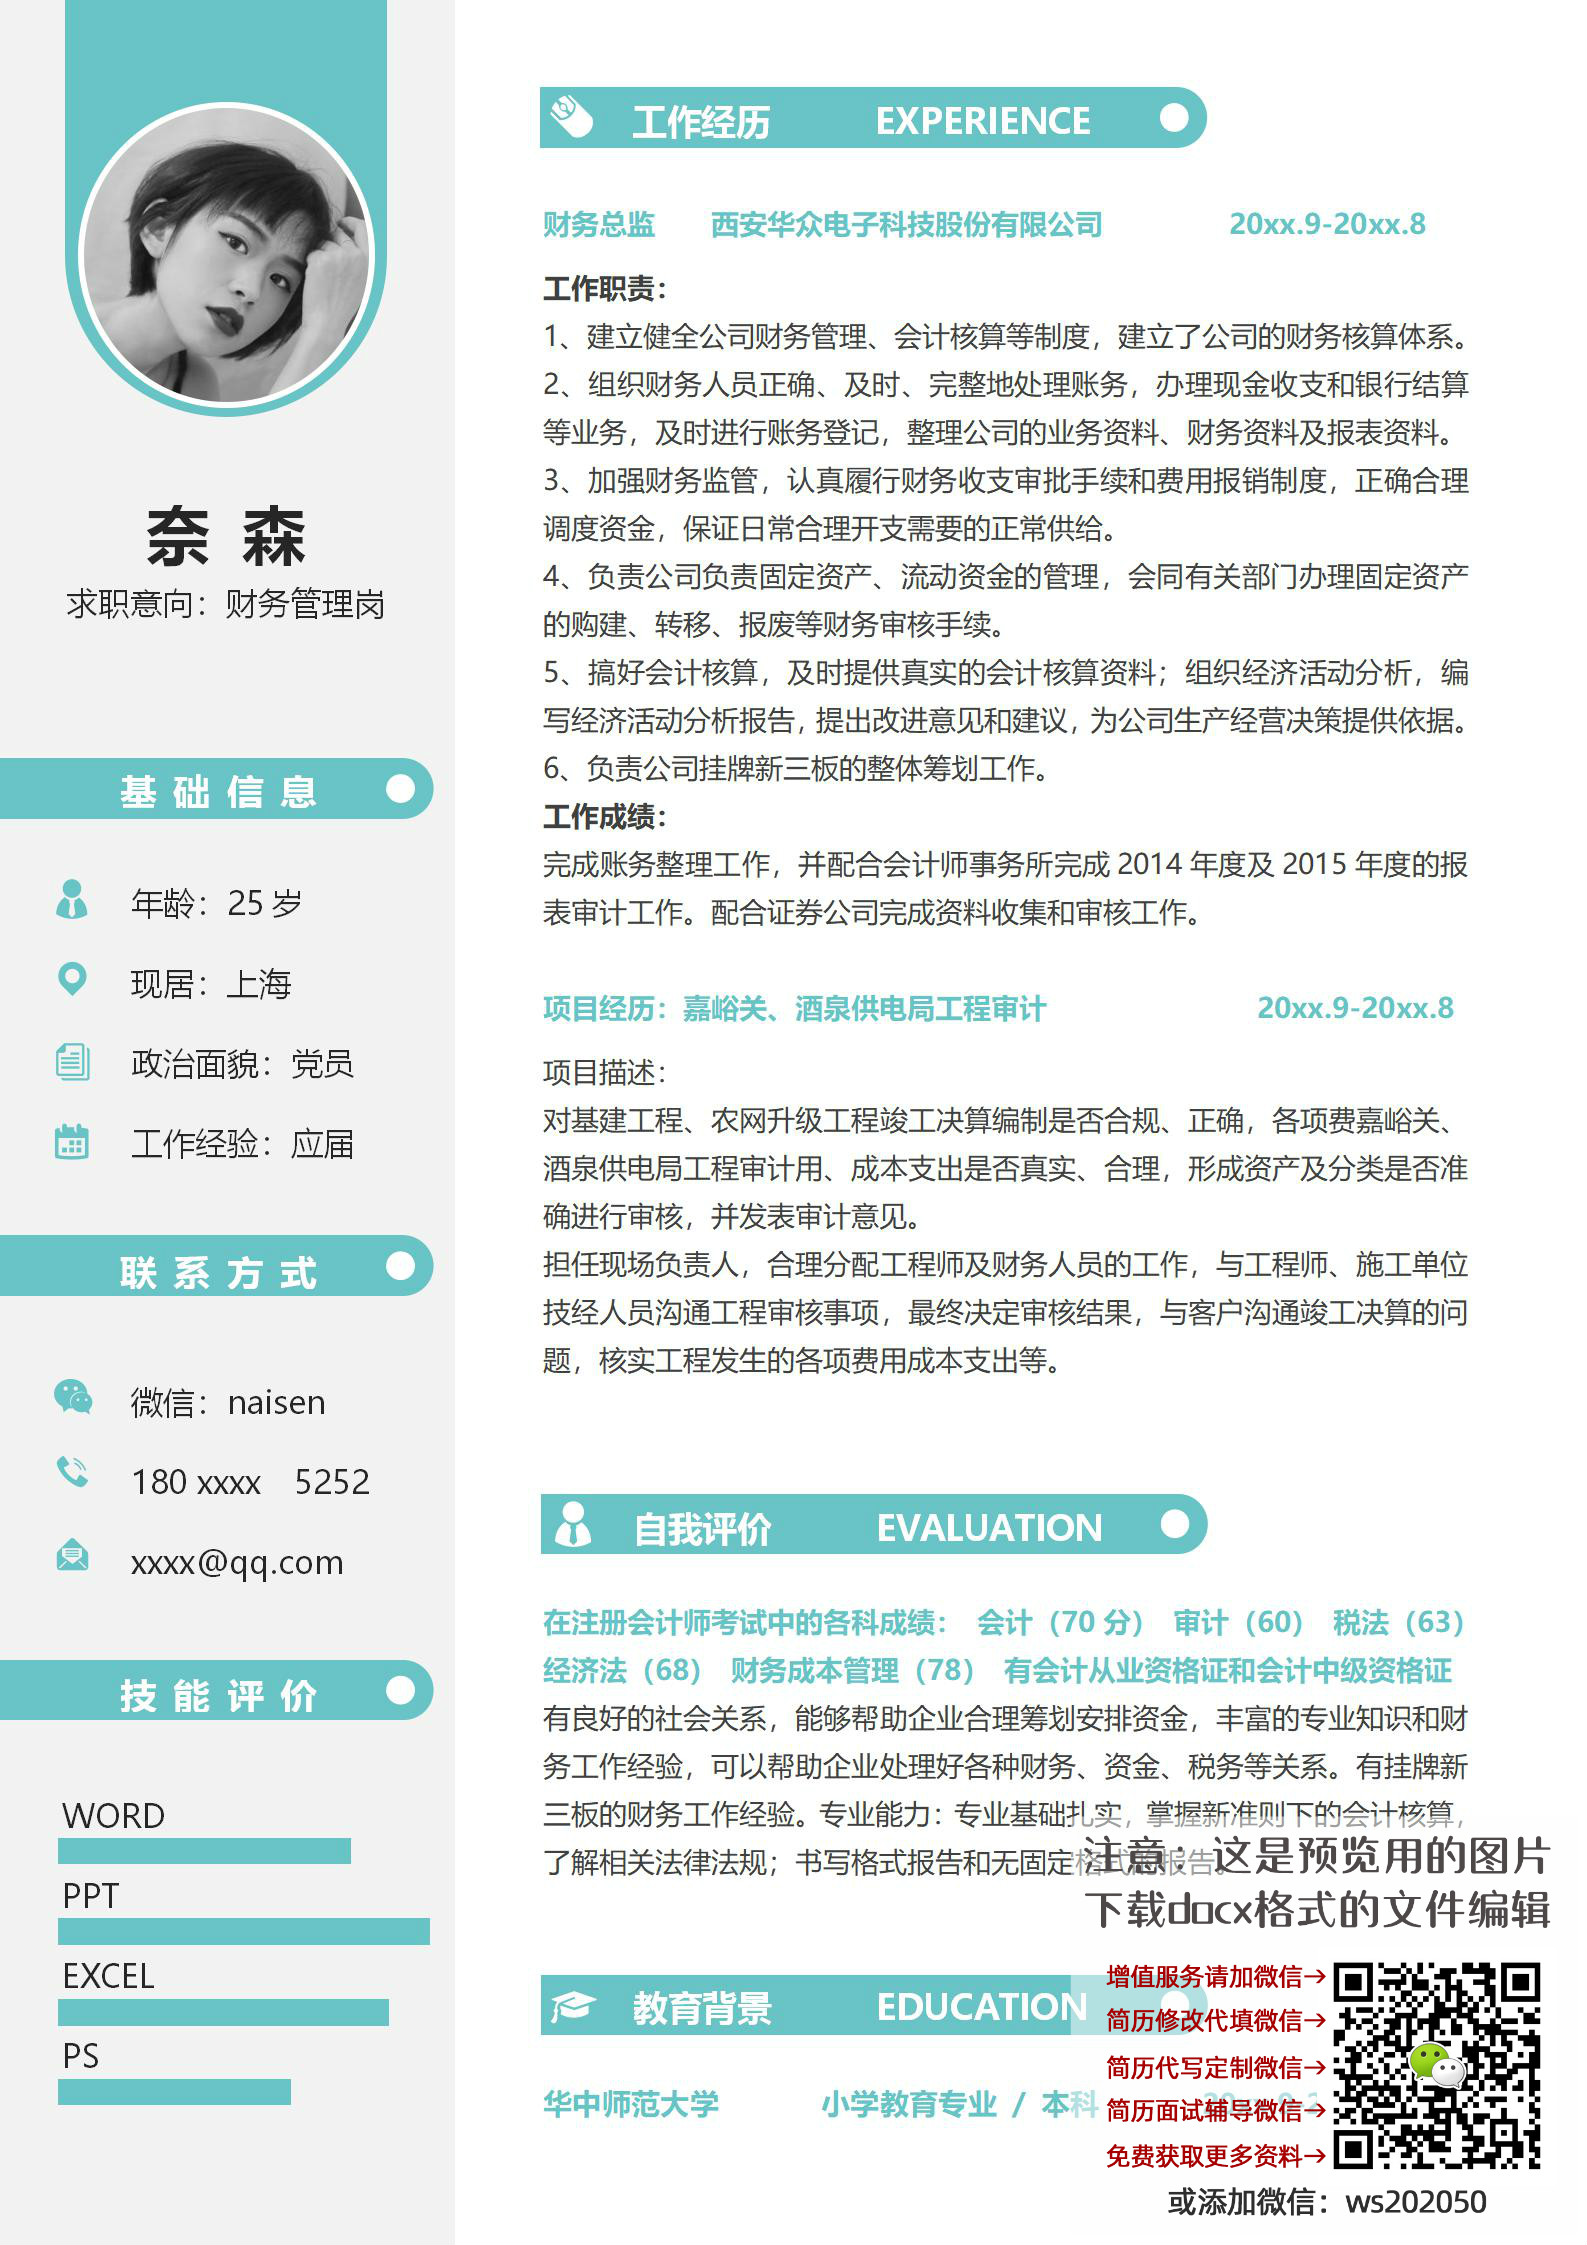 奈 森
求职意向：财务管理岗
基 础 信 息
年龄：25 岁
现居：上海
政治面貌：党员
工作经验：应届
联 系 方 式
微信：naisen
180 xxxx 5252
xxxx@qq.com
技 能 评 价
WORD
PPT
EXCEL
PS
工作经历 EXPERIENCE
财务总监 西安华众电子科技股份有限公司 20xx.9-20xx.8
工作职责：
1、建立健全公司财务管理、会计核算等制度，建立了公司的财务核算体系。
2、组织财务人员正确、及时、完整地处理账务，办理现金收支和银行结算
等业务，及时进行账务登记，整理公司的业务资料、财务资料及报表资料。
3、加强财务监管，认真履行财务收支审批手续和费用报销制度，正确合理
调度资金，保证日常合理开支需要的正常供给。
4、负责公司负责固定资产、流动资金的管理，会同有关部门办理固定资产
的购建、转移、报废等财务审核手续。
5、搞好会计核算，及时提供真实的会计核算资料；组织经济活动分析，编
写经济活动分析报告，提出改进意见和建议，为公司生产经营决策提供依据。
6、负责公司挂牌新三板的整体筹划工作。
工作成绩：
完成账务整理工作，并配合会计师事务所完成 2014 年度及 2015 年度的报
表审计工作。配合证券公司完成资料收集和审核工作。
项目经历：嘉峪关、酒泉供电局工程审计 20xx.9-20xx.8
项目描述：
对基建工程、农网升级工程竣工决算编制是否合规、正确，各项费嘉峪关、
酒泉供电局工程审计用、成本支出是否真实、合理，形成资产及分类是否准
确进行审核，并发表审计意见。
担任现场负责人，合理分配工程师及财务人员的工作，与工程师、施工单位
技经人员沟通工程审核事项，最终决定审核结果，与客户沟通竣工决算的问
题，核实工程发生的各项费用成本支出等。
自我评价 EVALUATION
在注册会计师考试中的各科成绩： 会计（70 分） 审计（60） 税法（63）
经济法（68） 财务成本管理（78） 有会计从业资格证和会计中级资格证
有良好的社会关系，能够帮助企业合理筹划安排资金，丰富的专业知识和财
务工作经验，可以帮助企业处理好各种财务、资金、税务等关系。有挂牌新
三板的财务工作经验。专业能力：专业基础扎实，掌握新准则下的会计核算，
了解相关法律法规；书写格式报告和无固定格式的报告。
注意：这是预览用的图片
下载docx格式的文件编辑
教育背景 EDUCATION
华中师范大学 小学教育专业 / 本科
增值服务请加微信→
简历修改代填微信→
简历代写定制微信→
简历面试辅导微信→
免费获取更多资料→
或添加微信：ws202050